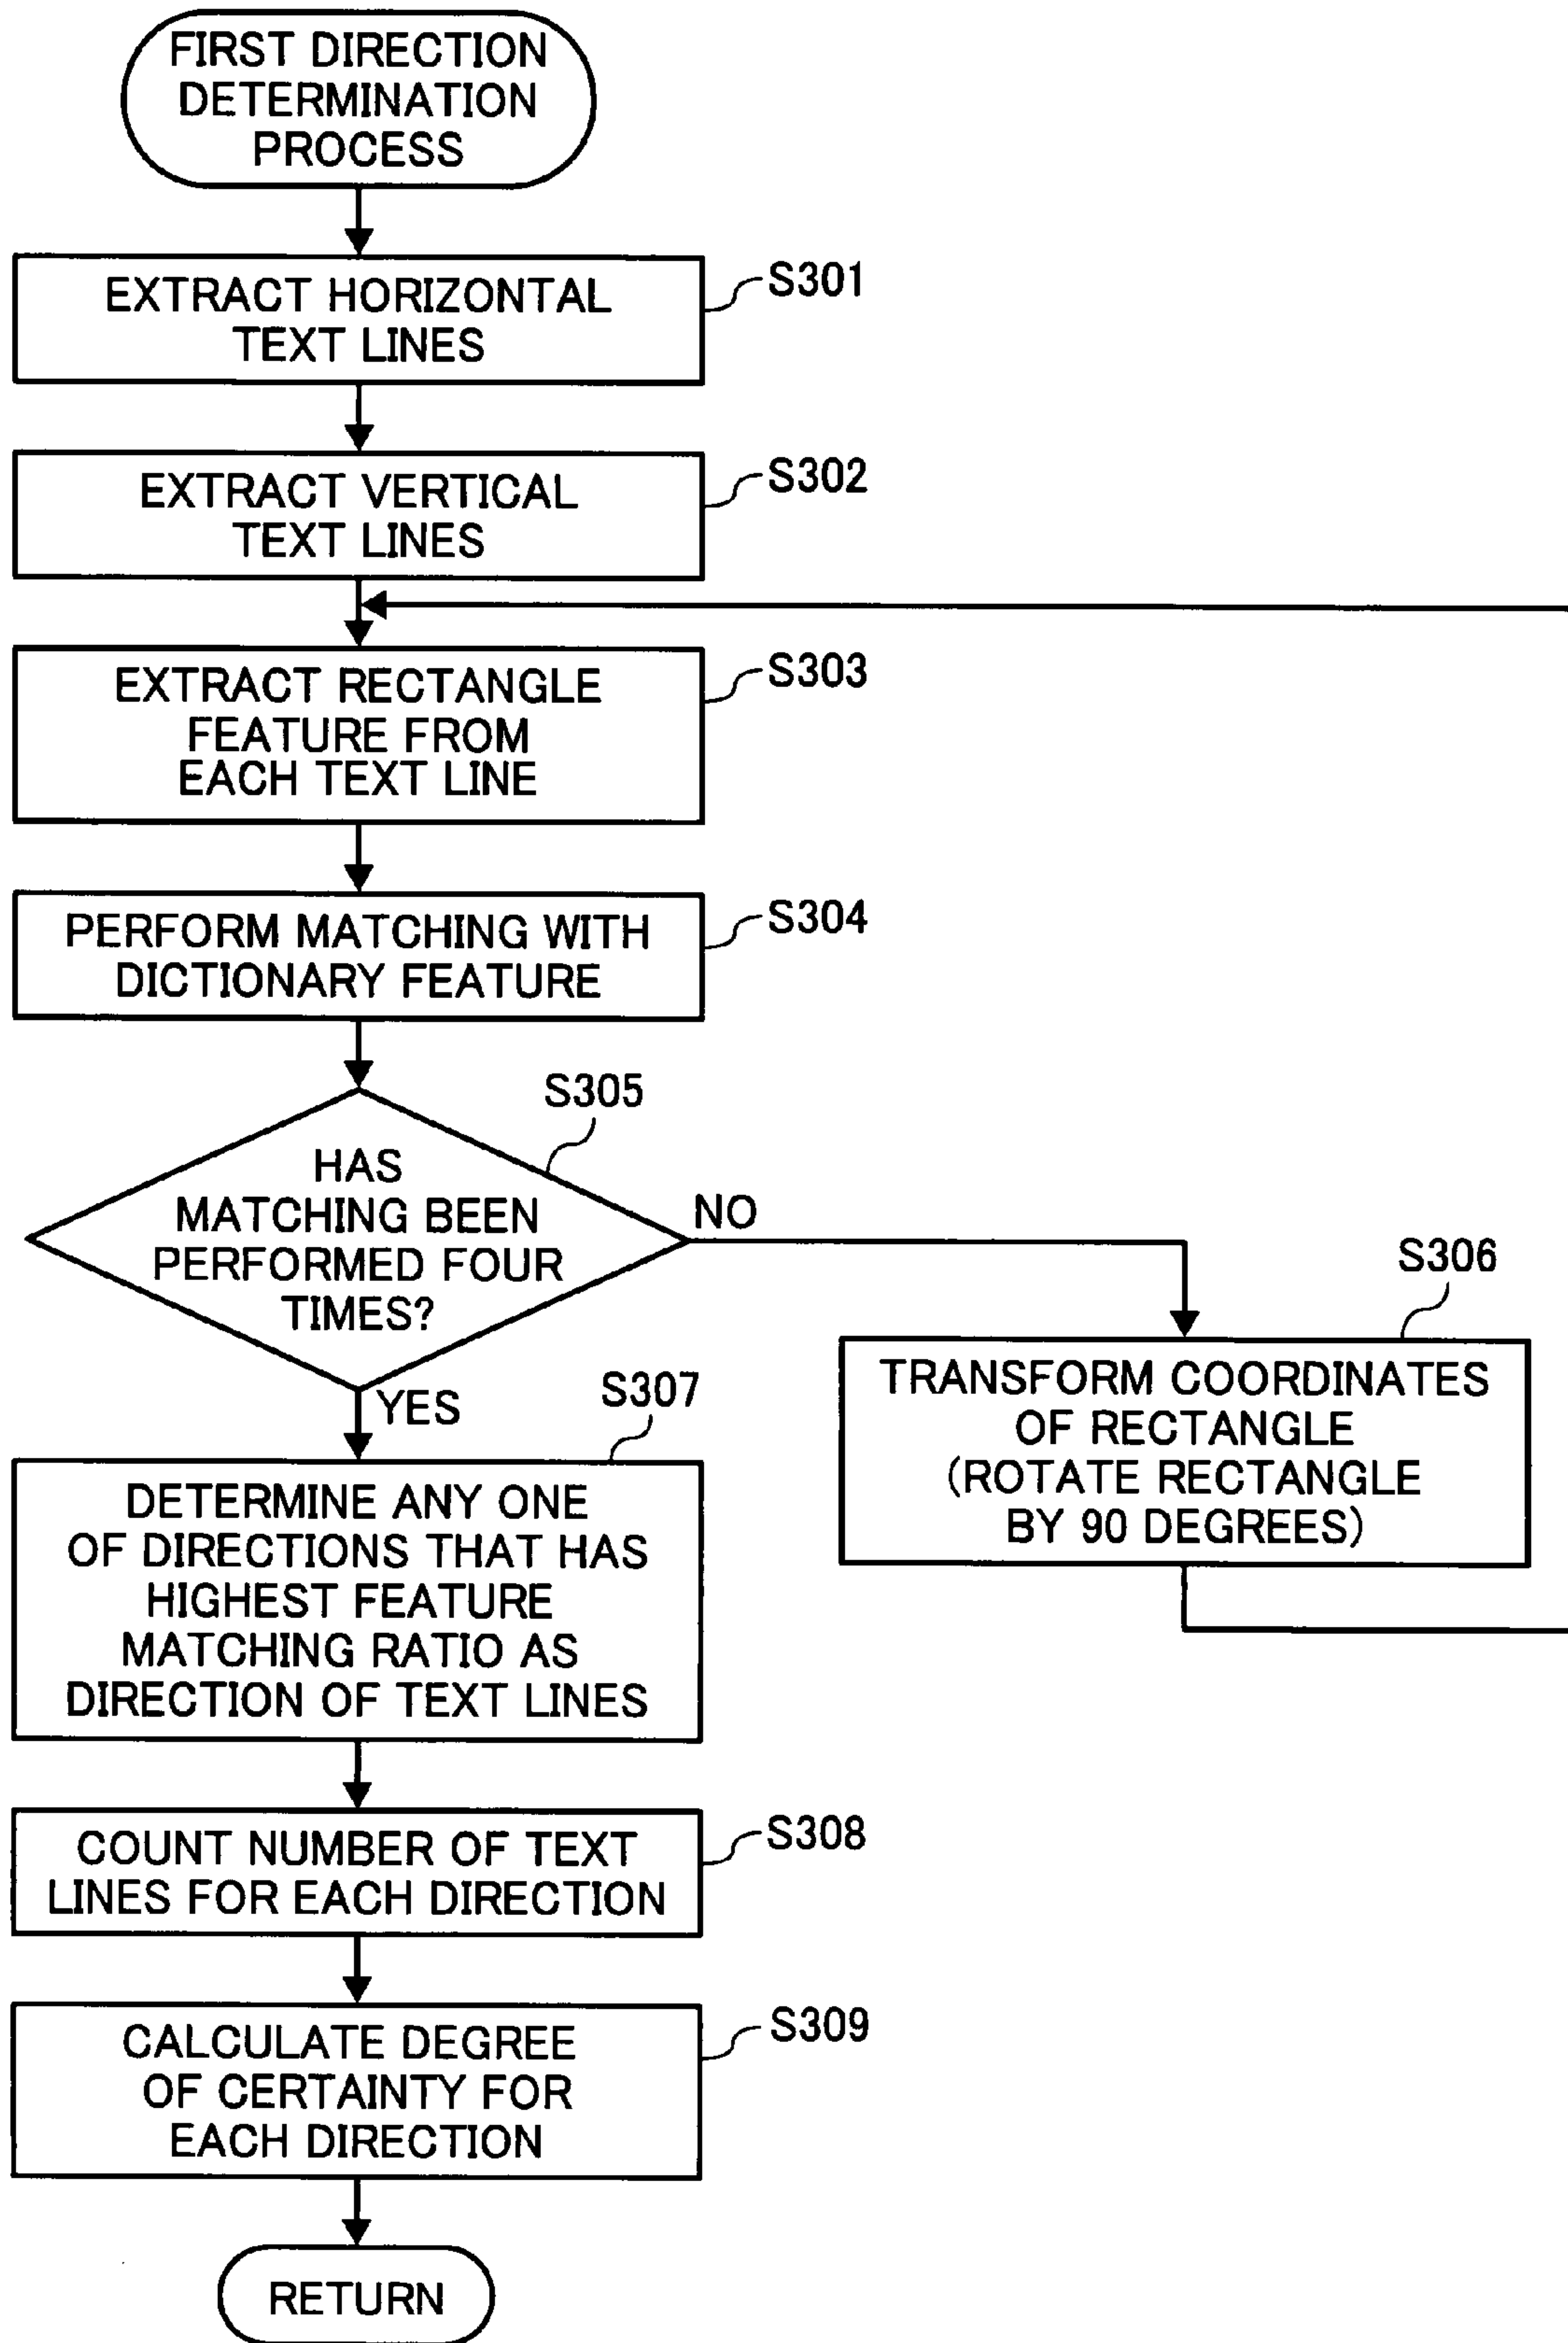 FIRST DIRECTION
DETERMINATION
PROCESS
EXTRACT HORIZONTAL
TEXT LINES
S301
EXTRACT VERTICAL
TEXT LINES
S302
EXTRACT RECTANGLE
FEATURE FROM
EACH TEXT LINE
S303
PERFORM MATCHING WITH
DICTIONARY FEATURE
S304
S305
HAS
MATCHING BEEN
PERFORMED FOUR
TIMES?
NO
S306
TRANSFORM COORDINATES
OF RECTANGLE
(ROTATE RECTANGLE
BY 90 DEGREES)
YES
S307
DETERMINE ANY ONE
OF DIRECTIONS THAT HAS
HIGHEST FEATURE
MATCHING RATIO AS
DIRECTION OF TEXT LINES
COUNT NUMBER OF TEXT
LINES FOR EACH DIRECTION
S308
CALCULATE DEGREE
OF CERTAINTY FOR
EACH DIRECTION
S309
RETURN